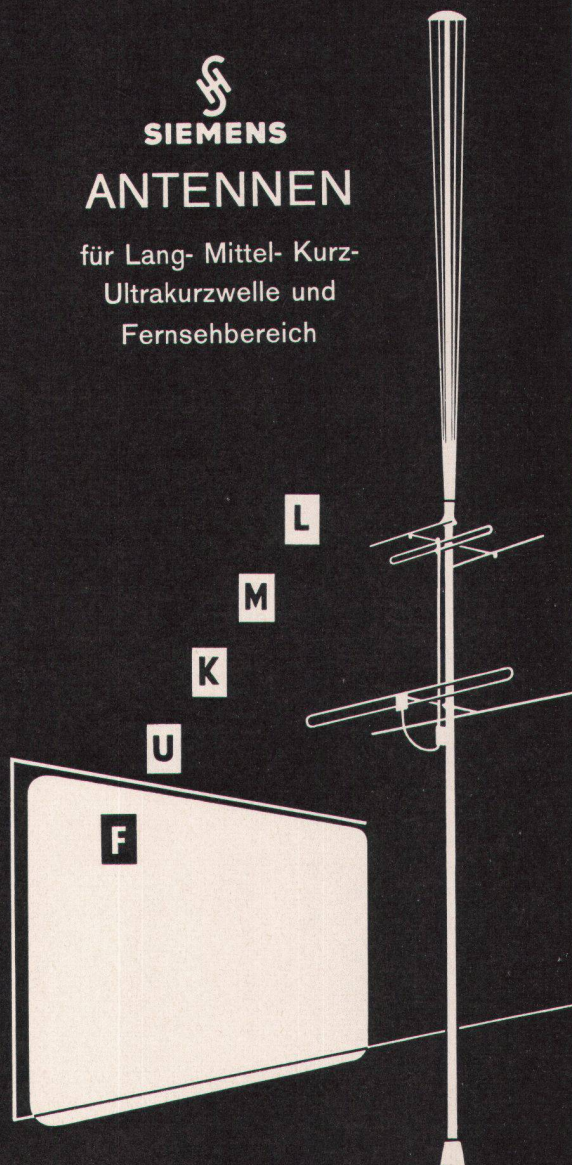 SIEMENS
ANTENNEN
für Lang- Mittel- Kurz-
Ultrakurzwelle und
Fernsehbereich
L
M
K
U
F